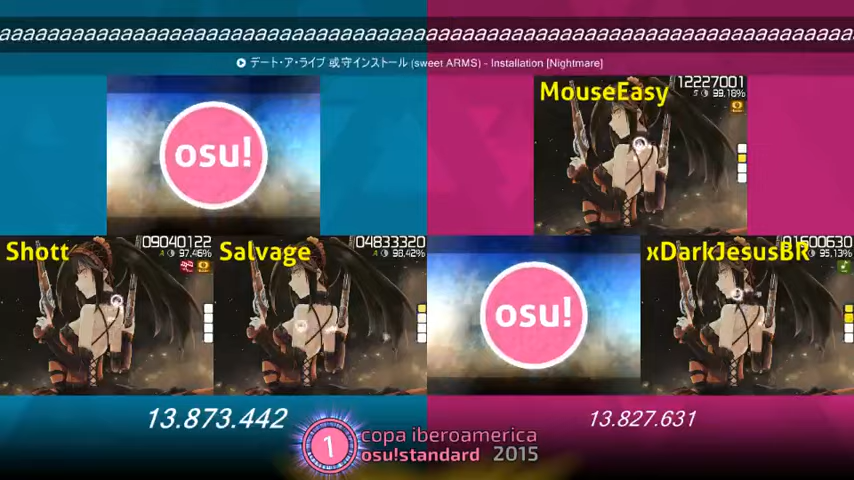 aaaaaaaaaaaaaaaaaaaaaaaaaaaaaaaaaaaaaaaaaaaaaaaaaaaaaaaaaaaaaaaa
デート・ア・ライブ 或守インストール (sweet ARMS) - Installation [Nightmare]
osu!
MouseEasy
12227001
S 99.16%
Shott
09040122
A 97.46%
Salvage
04833320
A 98.42%
osu!
xDarkJesusBR
01600630
95.13%
13.873.442
13.827.631
1
copa iberoamerica
osu!standard 2015